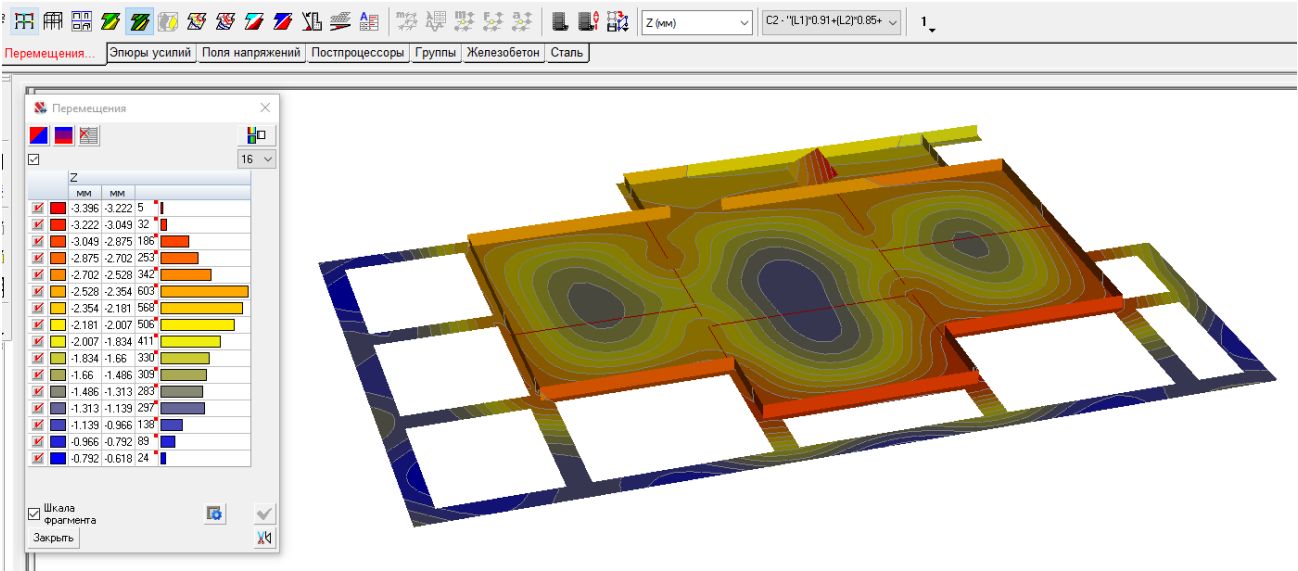 Z (мм)
C2 - "(L1)*0.91+(L2)*0.85+
1
Перемещения...
Эпюры усилий
Поля напряжений
Постпроцессоры
Группы
Железобетон
Сталь
Перемещения
16
Z
мм мм
-3.396 -3.222 5
-3.222 -3.049 32
-3.049 -2.875 186
-2.875 -2.702 253
-2.702 -2.528 342
-2.528 -2.354 603
-2.354 -2.181 568
-2.181 -2.007 506
-2.007 -1.834 411
-1.834 -1.66 330
-1.66 -1.486 309
-1.486 -1.313 283
-1.313 -1.139 297
-1.139 -0.966 138
-0.966 -0.792 89
-0.792 -0.618 24
Шкала
фрагмента
Закрыть